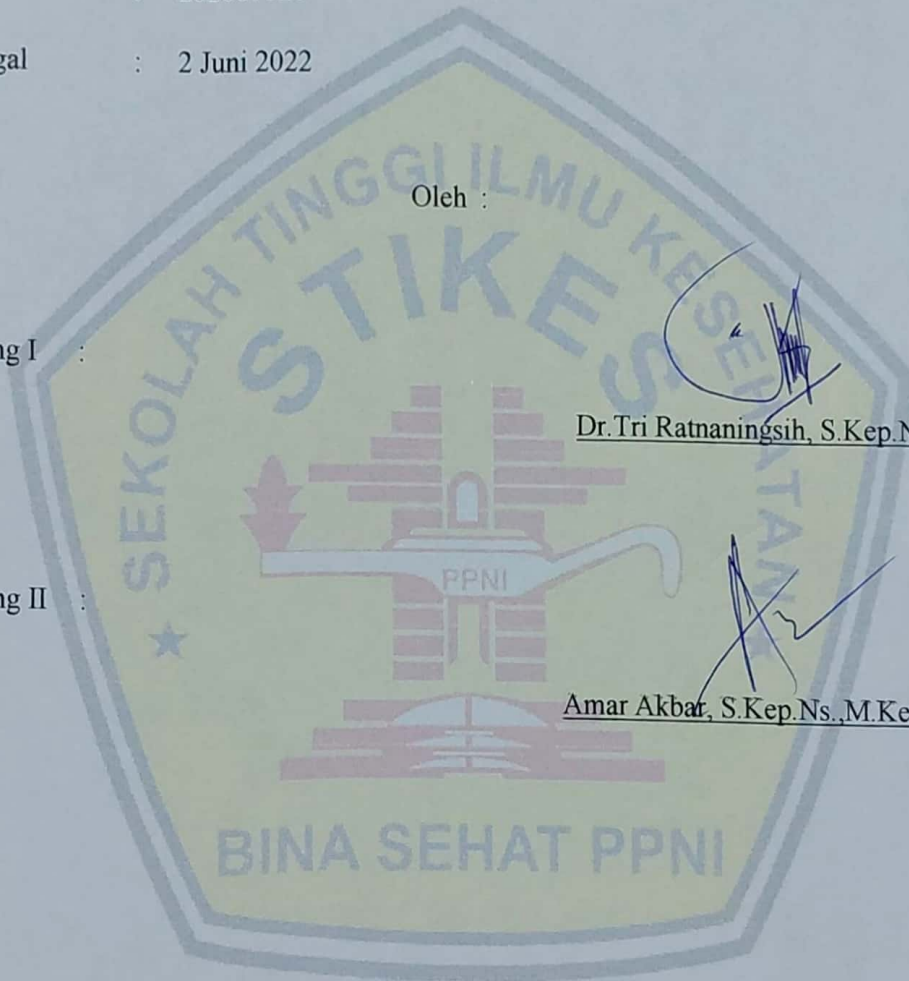 gal : 2 Juni 2022
Oleh :
ng I :
Dr.Tri Ratnaningsih, S.Kep.N
ng II :
Amar Akbar, S.Kep.Ns.,M.Ke
SEKOLAH TINGGI ILMU KESEHATAN
STIKES
PPNI
BINA SEHAT PPNI